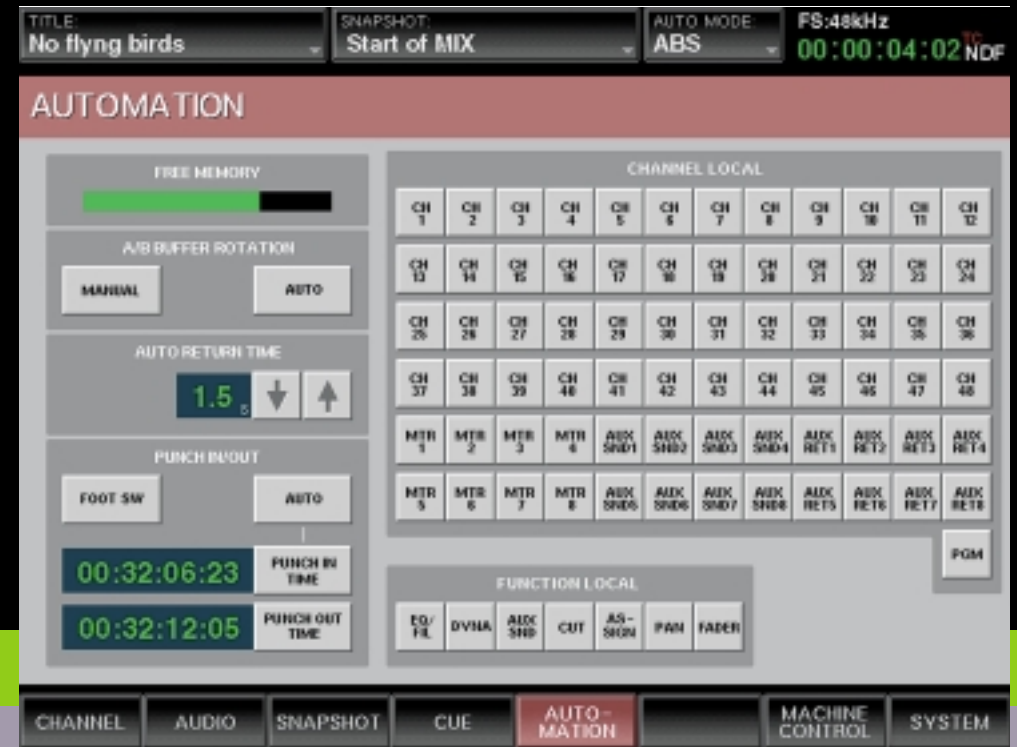 TITLE:
No flyng birds
SNAPSHOT:
Start of MIX
AUTO MODE:
ABS
FS:48kHz
TC
00:00:04:02 NDF
AUTOMATION
FREE MEMORY
A/B BUFFER ROTATION
MANUAL AUTO
AUTO RETURN TIME
1.5 s
PUNCH IN/OUT
FOOT SW AUTO
00:32:06:23 PUNCH IN TIME
00:32:12:05 PUNCH OUT TIME
CHANNEL LOCAL
CH 1 CH 2 CH 3 CH 4 CH 5 CH 6 CH 7 CH 8 CH 9 CH 10 CH 11 CH 12
CH 13 CH 14 CH 15 CH 16 CH 17 CH 18 CH 19 CH 20 CH 21 CH 22 CH 23 CH 24
CH 25 CH 26 CH 27 CH 28 CH 29 CH 30 CH 31 CH 32 CH 33 CH 34 CH 35 CH 36
CH 37 CH 38 CH 39 CH 40 CH 41 CH 42 CH 43 CH 44 CH 45 CH 46 CH 47 CH 48
MTR 1 MTR 2 MTR 3 MTR 4 AUX SND1 AUX SND2 AUX SND3 AUX SND4 AUX RET1 AUX RET2 AUX RET3 AUX RET4
MTR 5 MTR 6 MTR 7 MTR 8 AUX SND5 AUX SND6 AUX SND7 AUX SND8 AUX RET5 AUX RET6 AUX RET7 AUX RET8
PGM
FUNCTION LOCAL
EQ/ FIL DYNA AUX SND CUT AS- SIGN PAN FADER
CHANNEL AUDIO SNAPSHOT CUE AUTO- MATION MACHINE CONTROL SYSTEM